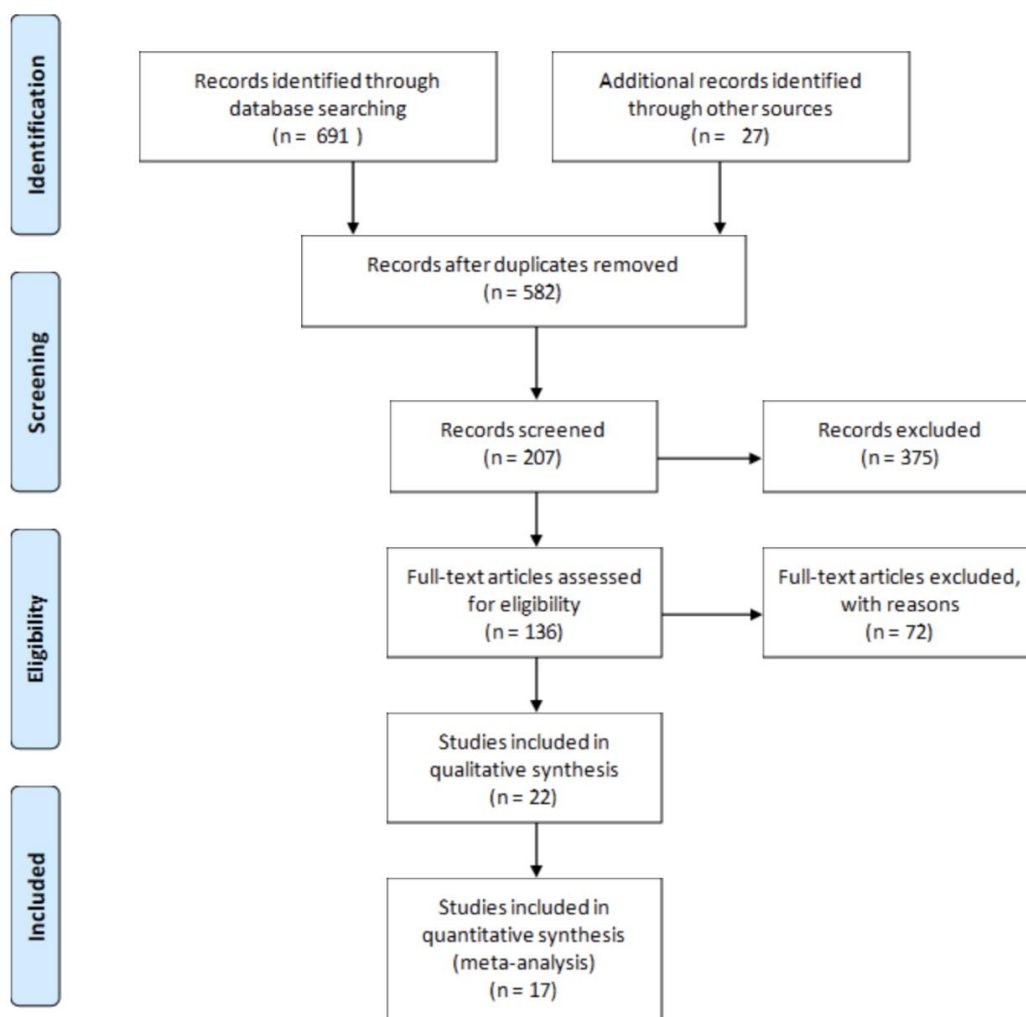 Identification
Records identified through
database searching
(n = 691 )
Additional records identified
through other sources
(n = 27)
Records after duplicates removed
(n = 582)
Screening
Records screened
(n = 207)
Records excluded
(n = 375)
Eligibility
Full-text articles assessed
for eligibility
(n = 136)
Full-text articles excluded,
with reasons
(n = 72)
Studies included in
qualitative synthesis
(n = 22)
Included
Studies included in
quantitative synthesis
(meta-analysis)
(n = 17)